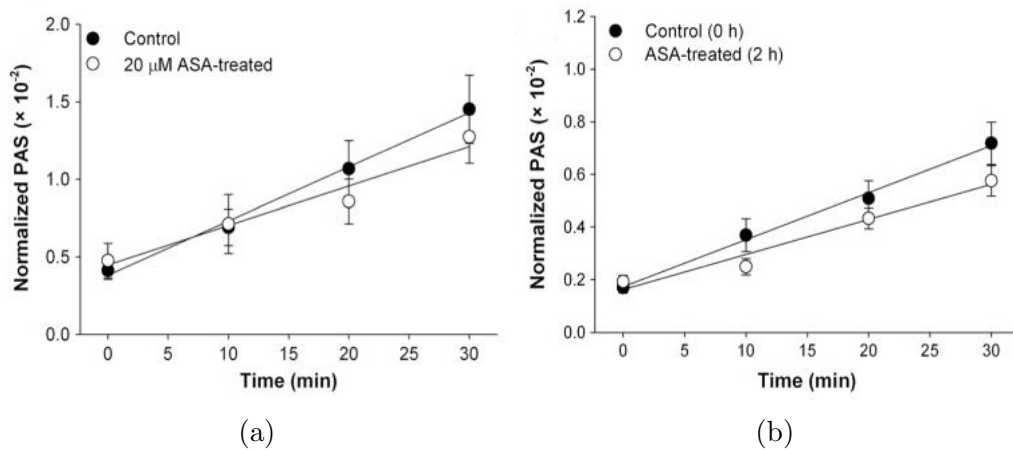 2.0
1.5
1.0
0.5
0.0
Normalized PAS (× 10⁻²)
Control
20 μM ASA-treated
0 5 10 15 20 25 30
Time (min)
(a)
1.2
1.0
0.8
0.6
0.4
0.2
0.0
Normalized PAS (× 10⁻²)
Control (0 h)
ASA-treated (2 h)
0 5 10 15 20 25 30
Time (min)
(b)